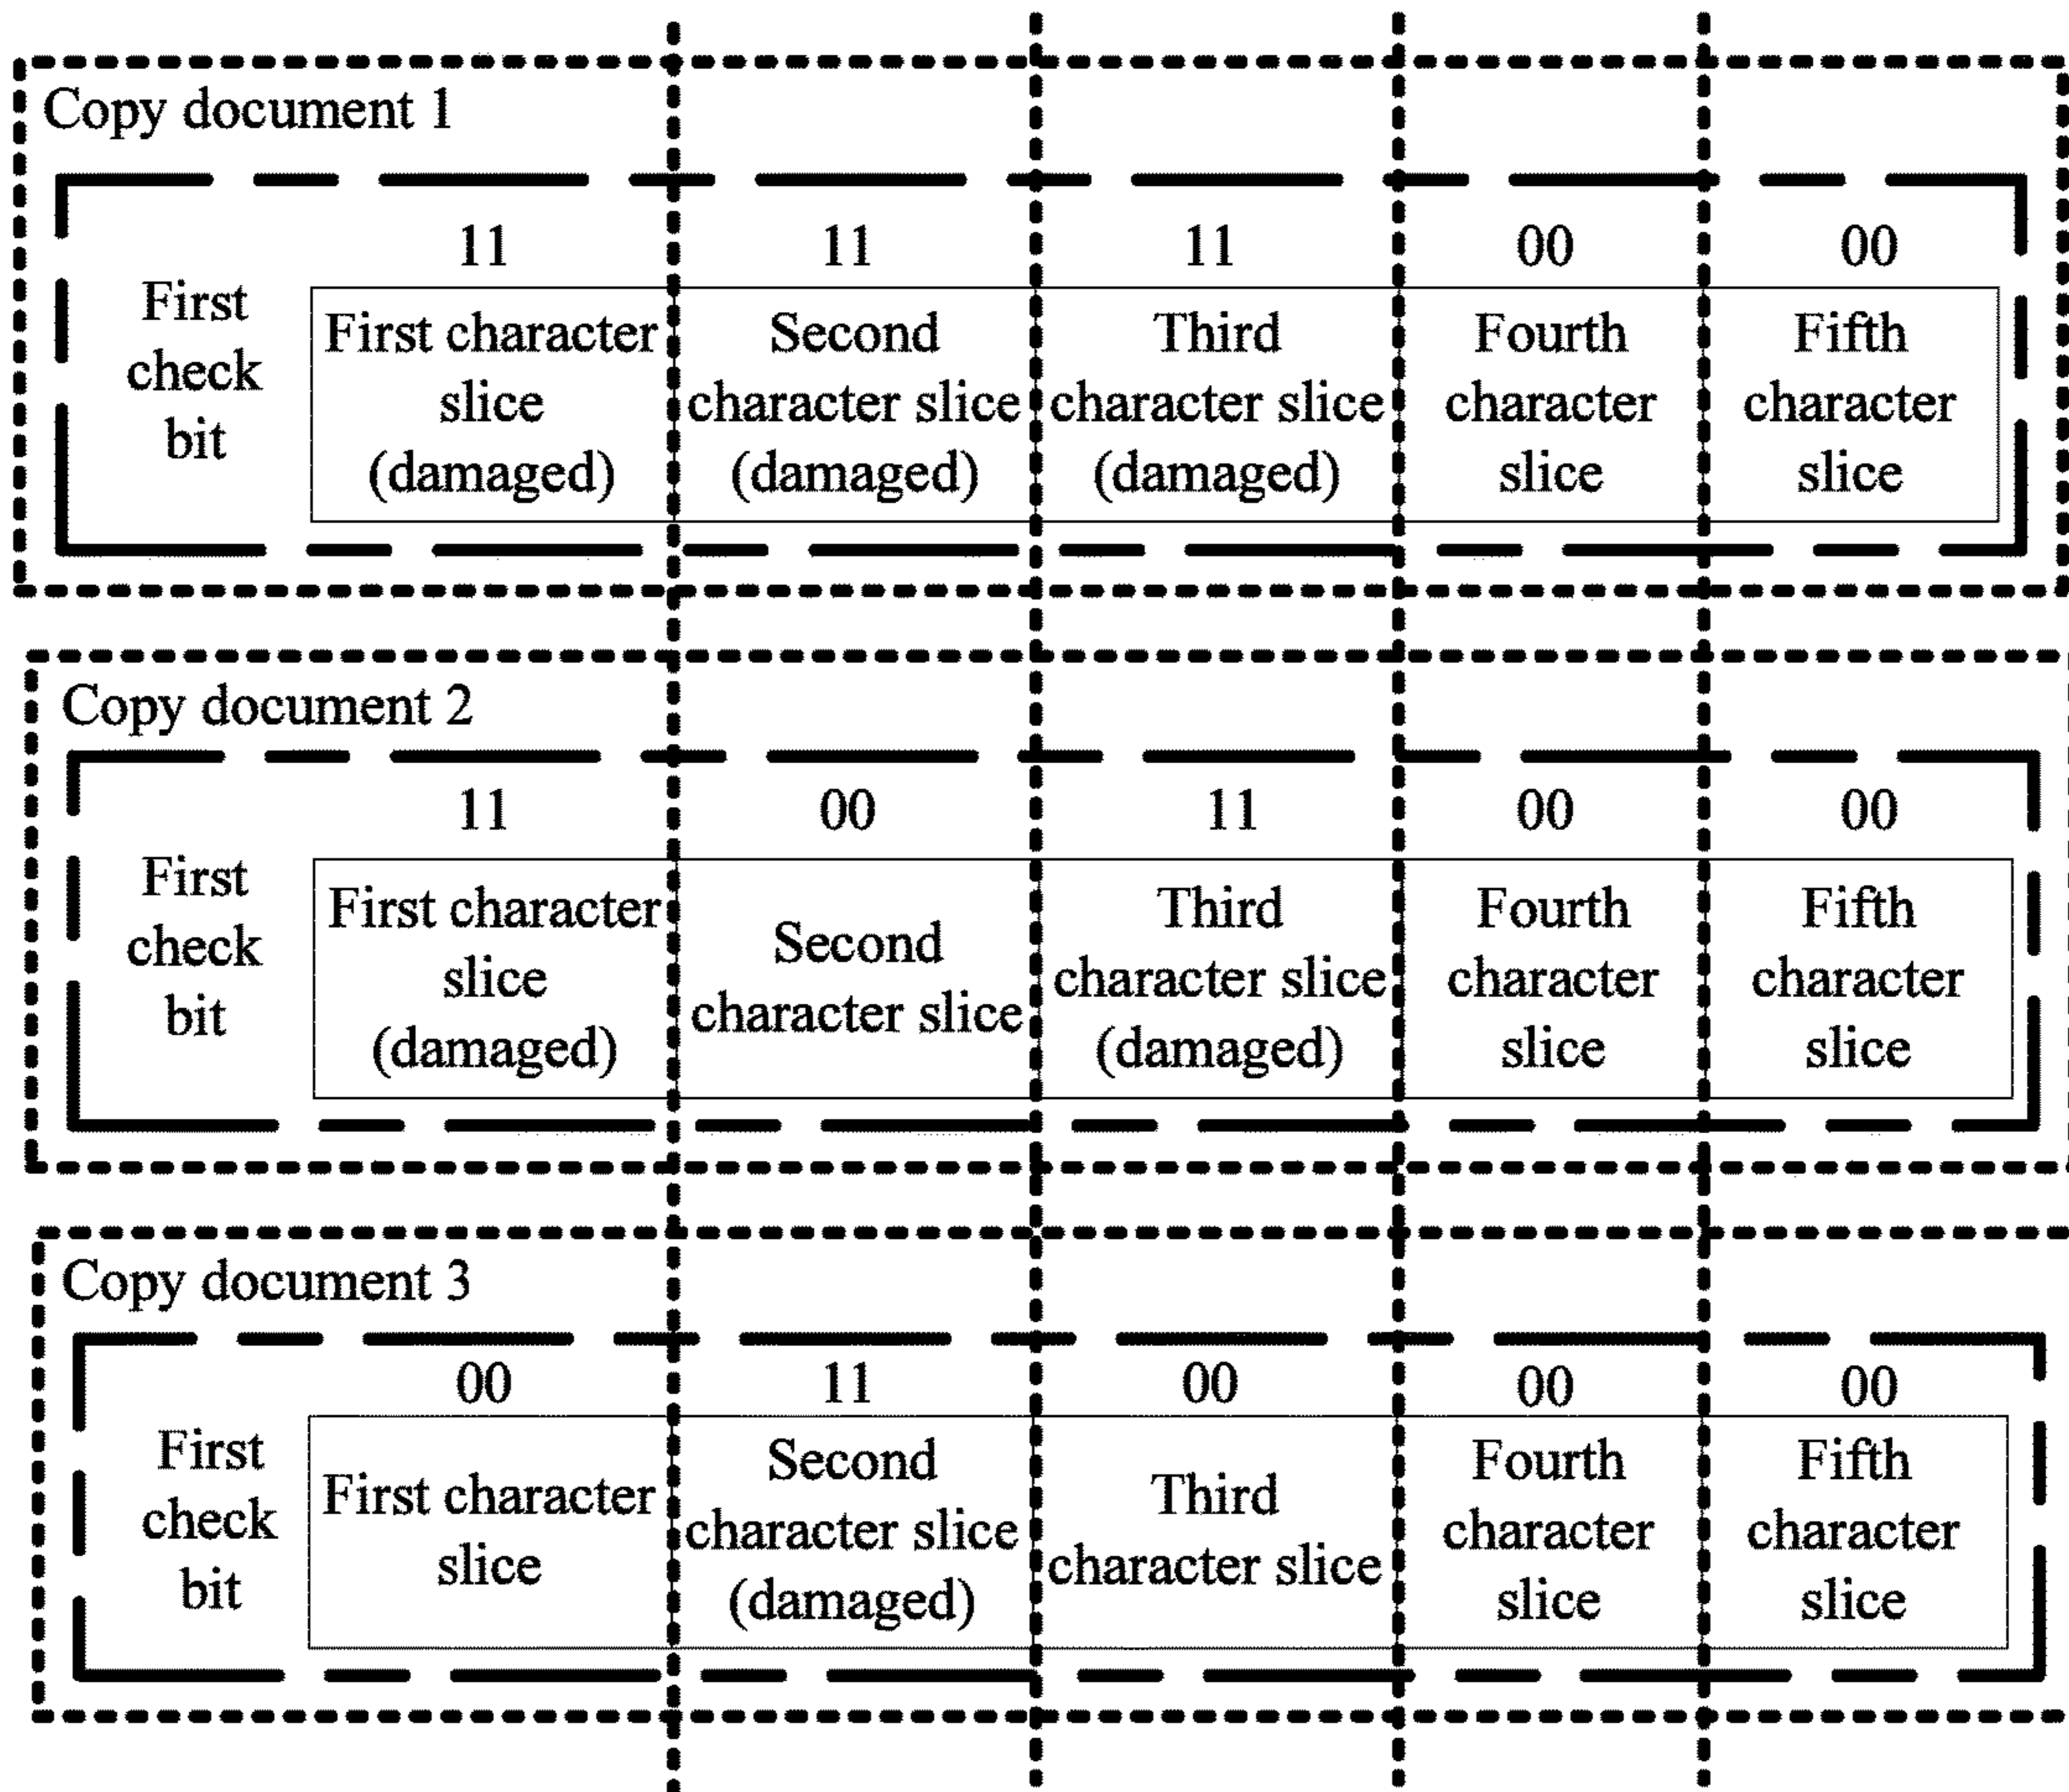 Copy document 1
11 11 11 00 00
First
check
bit
First character
slice
(damaged)
Second
character slice
(damaged)
Third
character slice
(damaged)
Fourth
character
slice
Fifth
character
slice
Copy document 2
11 00 11 00 00
First
check
bit
First character
slice
(damaged)
Second
character slice
Third
character slice
(damaged)
Fourth
character
slice
Fifth
character
slice
Copy document 3
00 11 00 00 00
First
check
bit
First character
slice
Second
character slice
(damaged)
Third
character slice
Fourth
character
slice
Fifth
character
slice